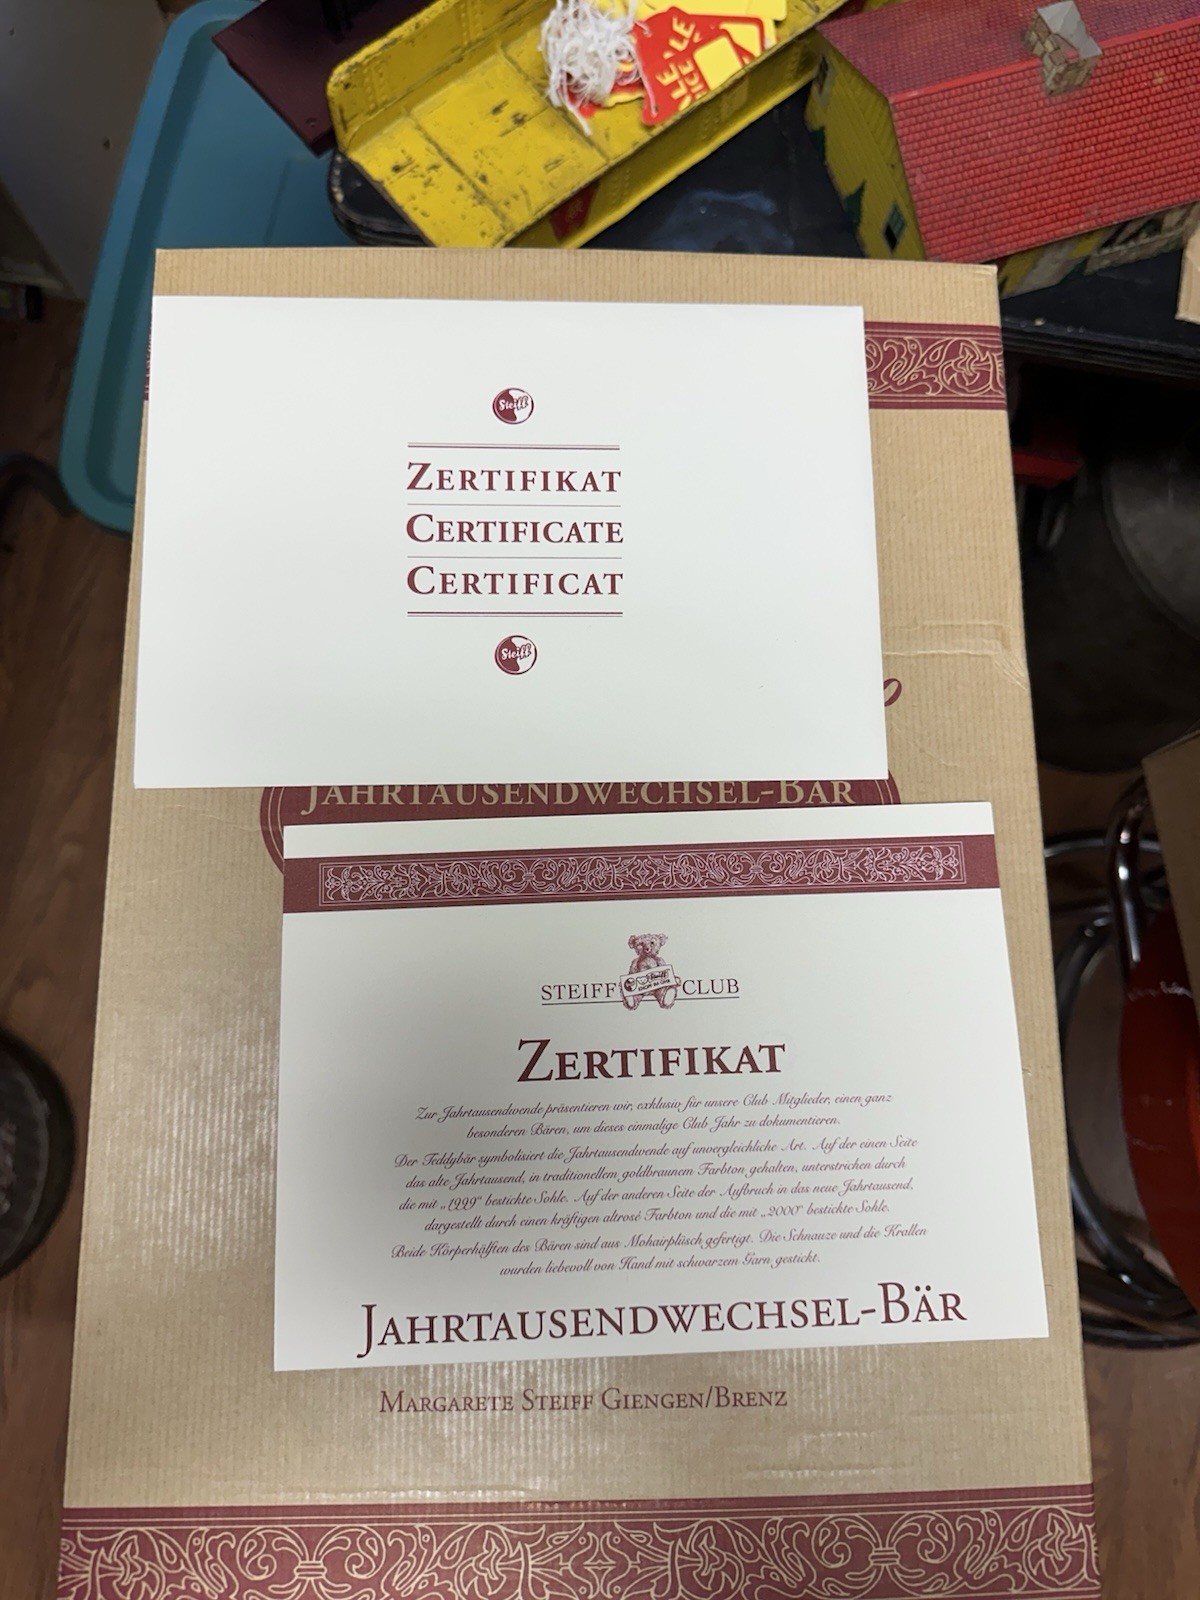 Steiff
ZERTIFIKAT
CERTIFICATE
CERTIFICAT
Steiff
JAHRTAUSENDWECHSEL-BÄR
STEIFF CLUB
Steiff
KNOPF IM OHR
ZERTIFIKAT
Zur Jahrtausendwende präsentieren wir, exklusiv für unsere Club Mitglieder, einen ganz
besonderen Bären, um dieses einmalige Club Jahr zu dokumentieren.
Der Teddybär symbolisiert die Jahrtausendwende auf unvergleichliche Art. Auf der einen Seite
das alte Jahrtausend, in traditionellem goldbraunem Farbton gehalten, unterstrichen durch
die mit „1999“ bestickte Sohle. Auf der anderen Seite der Aufbruch in das neue Jahrtausend,
dargestellt durch einen kräftigen altrosé Farbton und die mit „2000“ bestickte Sohle.
Beide Körperhälften des Bären sind aus Mohairplüsch gefertigt. Die Schnauze und die Krallen
wurden liebevoll von Hand mit schwarzem Garn gestickt.
JAHRTAUSENDWECHSEL-BÄR
MARGARETE STEIFF GIENGEN/BRENZ